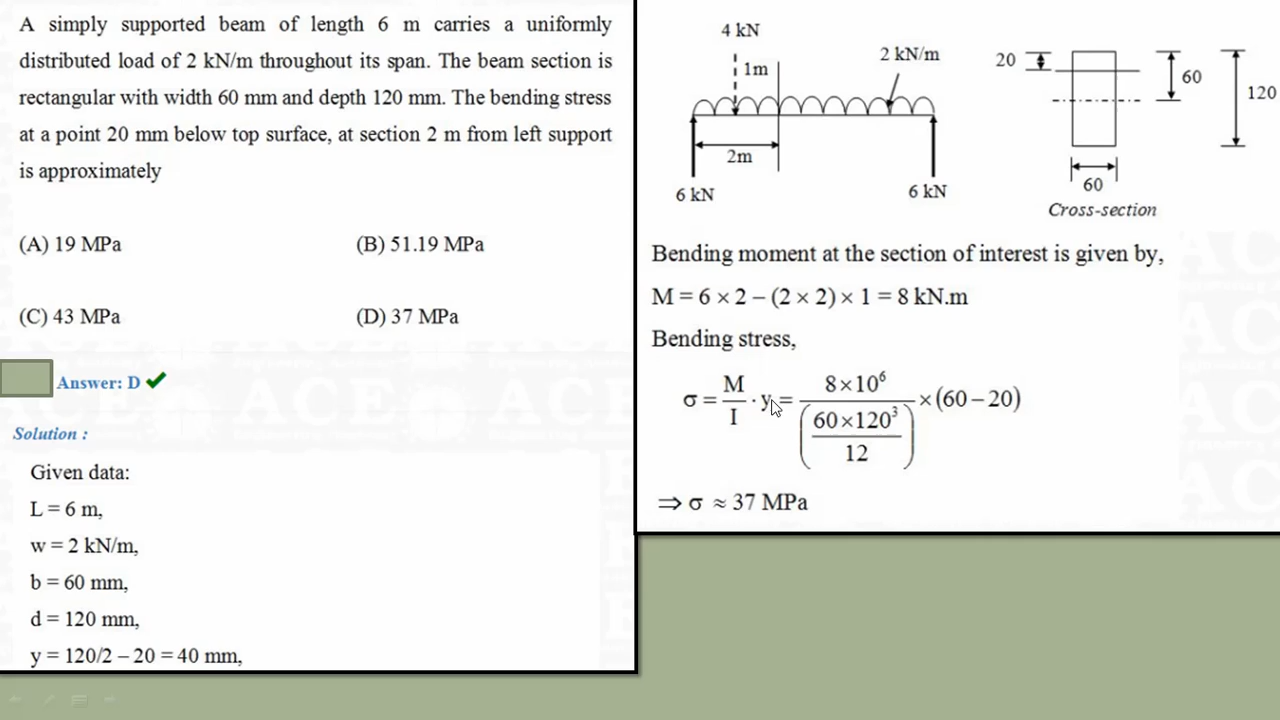 A simply supported beam of length 6 m carries a uniformly
distributed load of 2 kN/m throughout its span. The beam section is
rectangular with width 60 mm and depth 120 mm. The bending stress
at a point 20 mm below top surface, at section 2 m from left support
is approximately
(A) 19 MPa
(B) 51.19 MPa
(C) 43 MPa
(D) 37 MPa
Answer: D ✔
Solution :
Given data:
L = 6 m,
w = 2 kN/m,
b = 60 mm,
d = 120 mm,
y = 120/2 – 20 = 40 mm,
4 kN
1m
2 kN/m
2m
6 kN
6 kN
20
60
120
60
Cross-section
Bending moment at the section of interest is given by,
M = 6 × 2 – (2 × 2) × 1 = 8 kN.m
Bending stress,
σ = M/I · y = 8×10⁶ / (60×120³ / 12) × (60 – 20)
⇒ σ ≈ 37 MPa